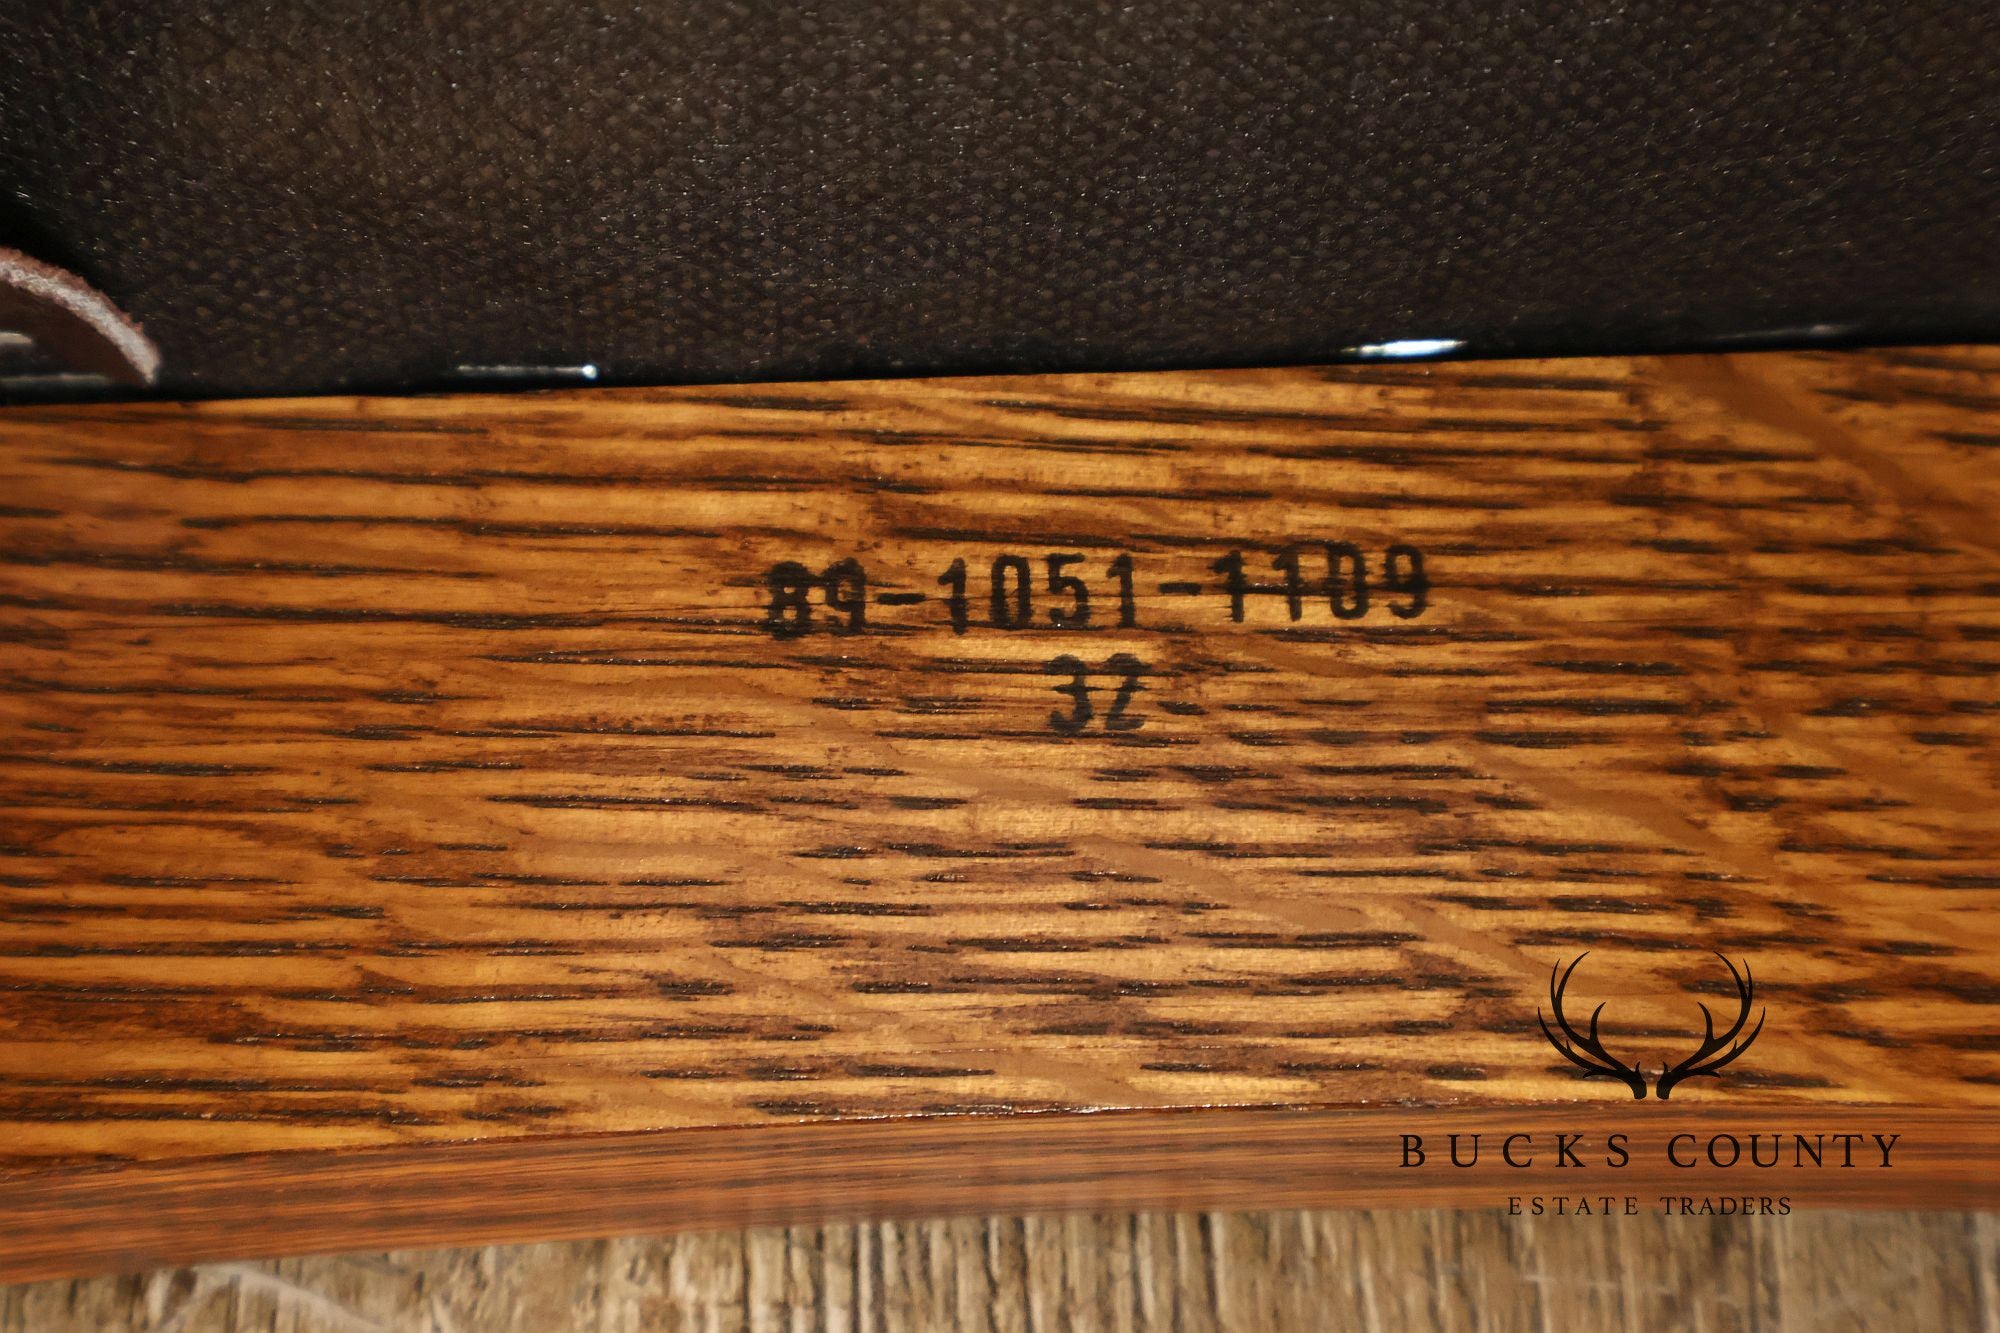 89-1051-1109
32
BUCKS COUNTY
ESTATE TRADERS